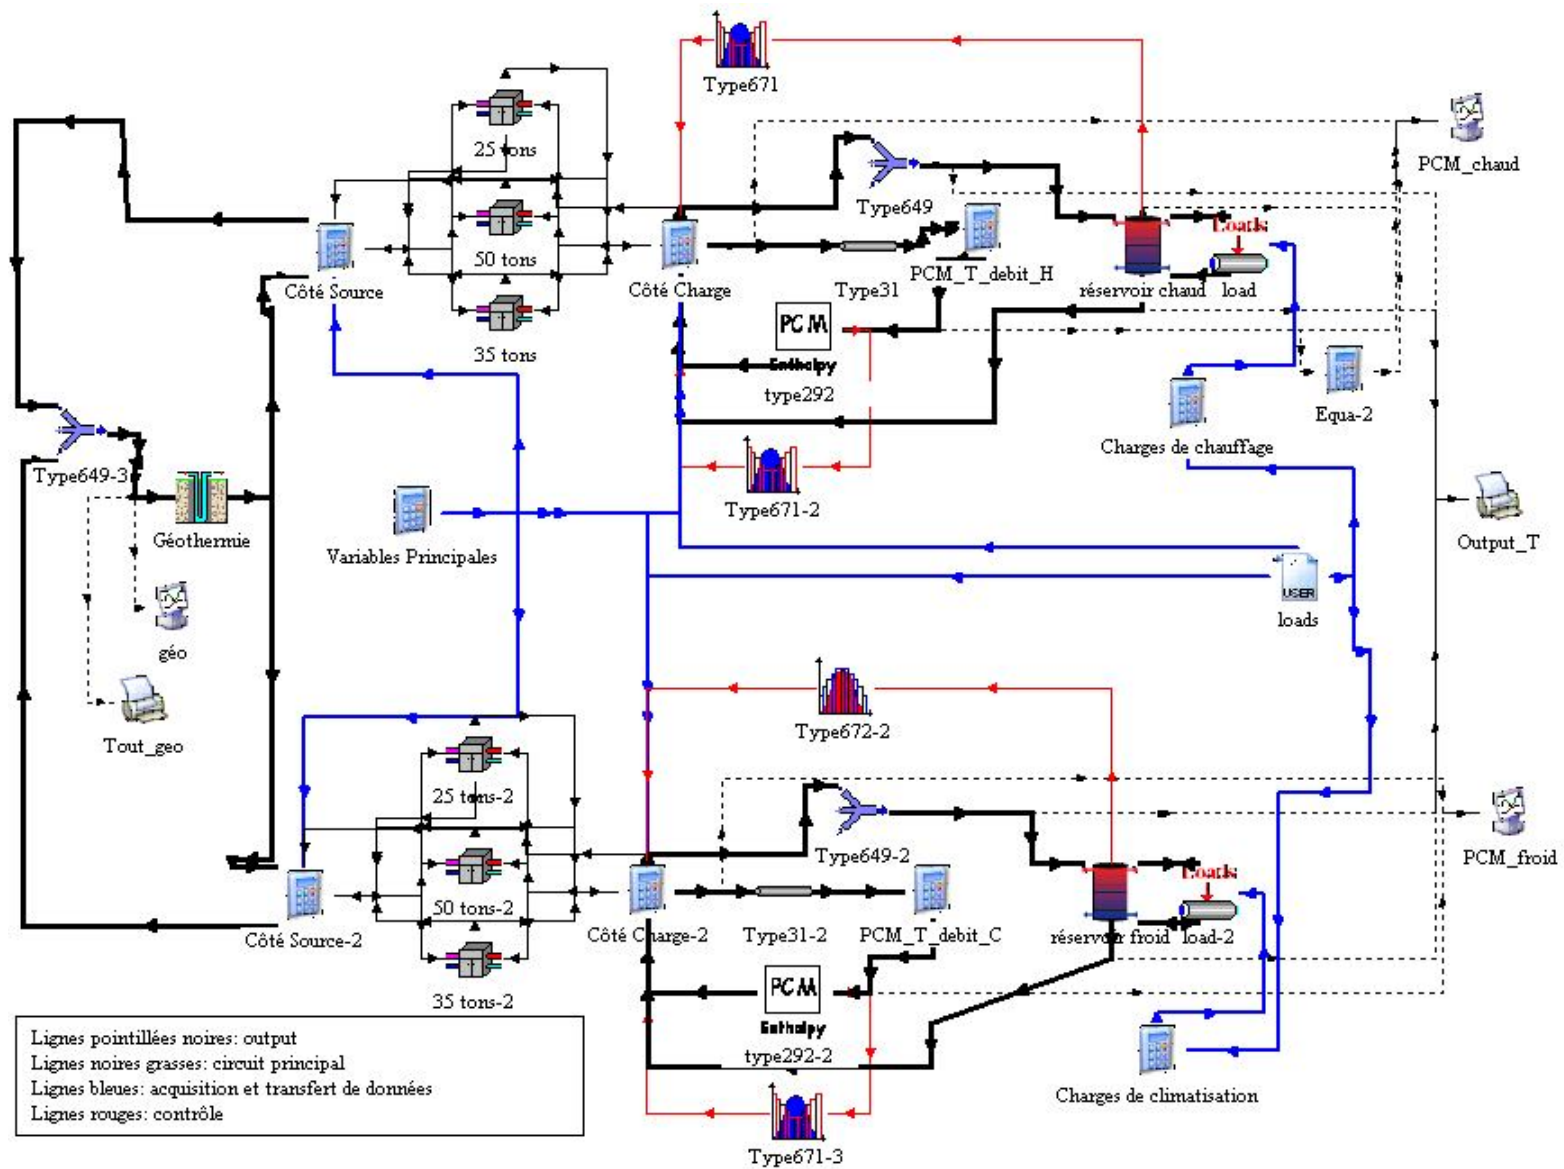 Type671
PCM_chaud
25 tons
Type649
Loads
50 tons
PCM_T_debit_H
Côté Source
Côté Charge
Type31
réservoir chaud
load
35 tons
PCM
Enthalpy
type292
Equa-2
Charges de chauffage
Type649-3
Type671-2
Géothermie
Variables Principales
Output_T
USER
loads
géo
Type672-2
Tout_geo
25 tons-2
Type649-2
PCM_froid
Loads
50 tons-2
Côté Source-2
Côté Charge-2
Type31-2
PCM_T_debit_C
réservoir froid
load-2
35 tons-2
PCM
Enthalpy
type292-2
Charges de climatisation
Type671-3
Lignes pointillées noires: output
Lignes noires grasses: circuit principal
Lignes bleues: acquisition et transfert de données
Lignes rouges: contrôle